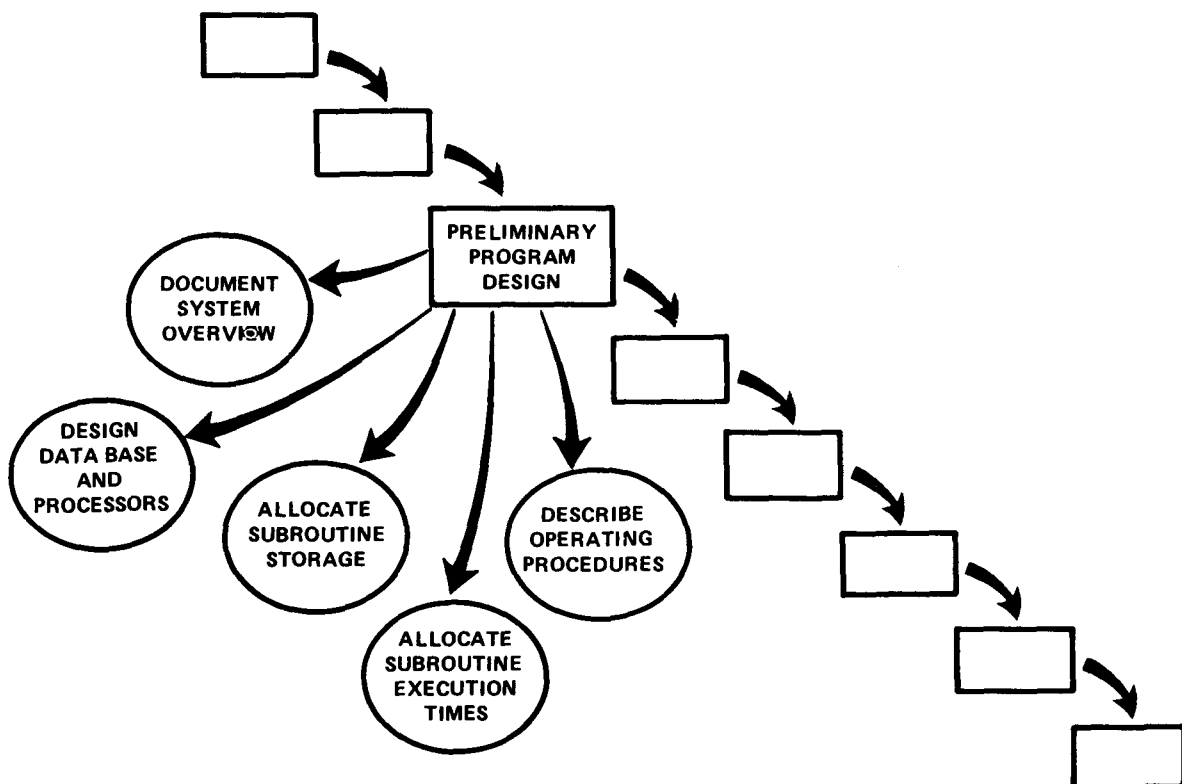 PRELIMINARY
PROGRAM
DESIGN
DOCUMENT
SYSTEM
OVERVIEW
DESIGN
DATA BASE
AND
PROCESSORS
ALLOCATE
SUBROUTINE
STORAGE
DESCRIBE
OPERATING
PROCEDURES
ALLOCATE
SUBROUTINE
EXECUTION
TIMES